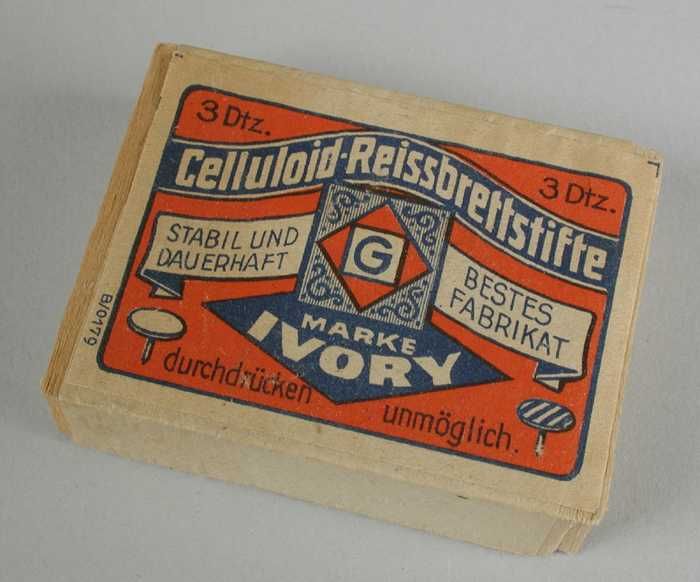 3 Dtz.
Celluloid-Reissbrettstifte
3 Dtz.
STABIL UND
DAUERHAFT
G
BESTES
FABRIKAT
MARKE
IVORY
durchdrücken unmöglich.
B/0179